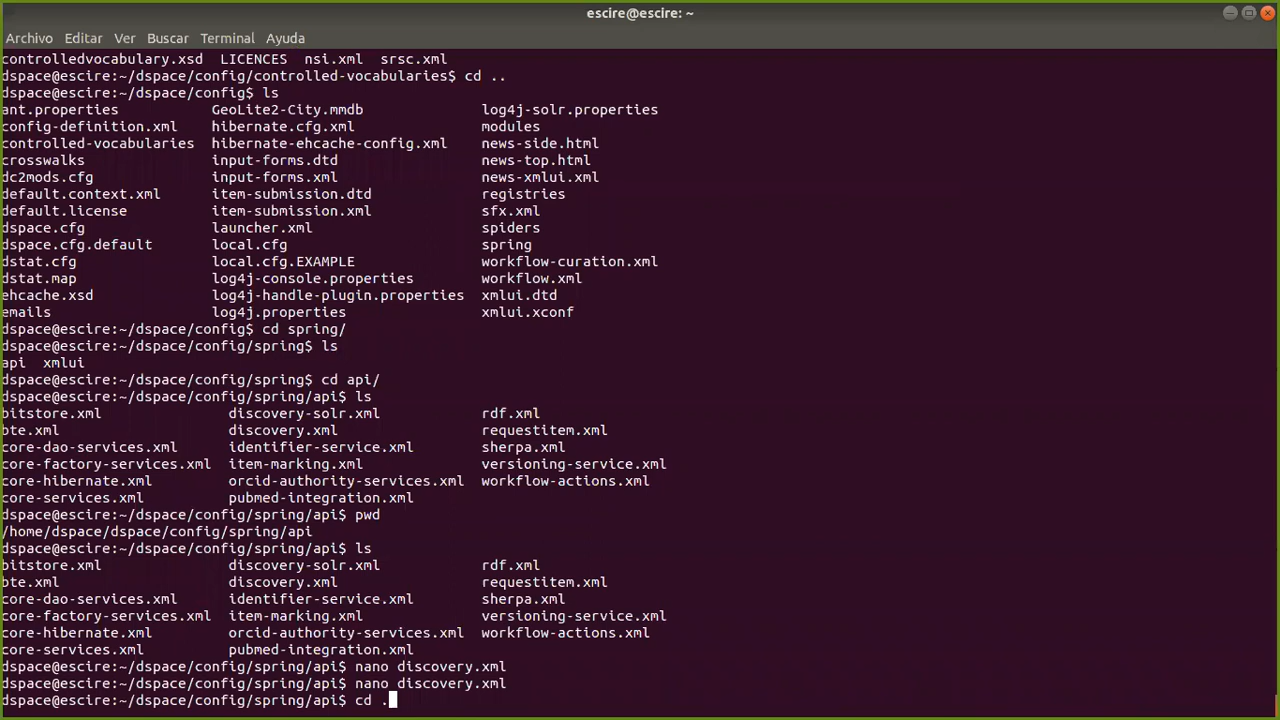 escire@escire: ~
Archivo Editar Ver Buscar Terminal Ayuda
controlledvocabulary.xsd LICENCES nsi.xml srsc.xml
dspace@escire:~/dspace/config/controlled-vocabularies$ cd ..
dspace@escire:~/dspace/config$ ls
ant.properties GeoLite2-City.mmdb log4j-solr.properties
config-definition.xml hibernate.cfg.xml modules
controlled-vocabularies hibernate-ehcache-config.xml news-side.html
crosswalks input-forms.dtd news-top.html
dc2mods.cfg input-forms.xml news-xmlui.xml
default.context.xml item-submission.dtd registries
default.license item-submission.xml sfx.xml
dspace.cfg launcher.xml spiders
dspace.cfg.default local.cfg spring
dstat.cfg local.cfg.EXAMPLE workflow-curation.xml
dstat.map log4j-console.properties workflow.xml
ehcache.xsd log4j-handle-plugin.properties xmlui.dtd
emails log4j.properties xmlui.xconf
dspace@escire:~/dspace/config$ cd spring/
dspace@escire:~/dspace/config/spring$ ls
api xmlui
dspace@escire:~/dspace/config/spring$ cd api/
dspace@escire:~/dspace/config/spring/api$ ls
bitstore.xml discovery-solr.xml rdf.xml
bte.xml discovery.xml requestitem.xml
core-dao-services.xml identifier-service.xml sherpa.xml
core-factory-services.xml item-marking.xml versioning-service.xml
core-hibernate.xml orcid-authority-services.xml workflow-actions.xml
core-services.xml pubmed-integration.xml
dspace@escire:~/dspace/config/spring/api$ pwd
/home/dspace/dspace/config/spring/api
dspace@escire:~/dspace/config/spring/api$ ls
bitstore.xml discovery-solr.xml rdf.xml
bte.xml discovery.xml requestitem.xml
core-dao-services.xml identifier-service.xml sherpa.xml
core-factory-services.xml item-marking.xml versioning-service.xml
core-hibernate.xml orcid-authority-services.xml workflow-actions.xml
core-services.xml pubmed-integration.xml
dspace@escire:~/dspace/config/spring/api$ nano discovery.xml
dspace@escire:~/dspace/config/spring/api$ nano discovery.xml
dspace@escire:~/dspace/config/spring/api$ cd .